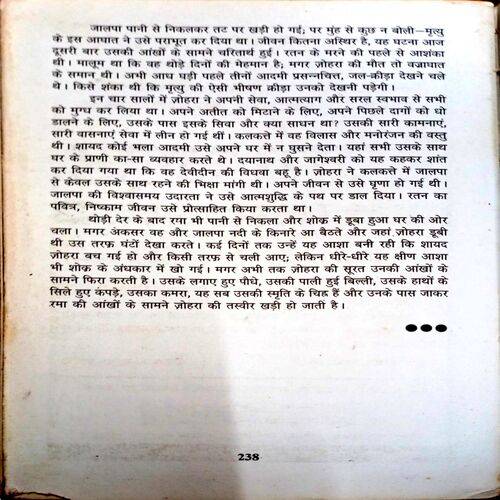 जालपा पानी से निकलकर तट पर खड़ी हो गई; पर मुंह से कुछ न बोली—मृत्यु
के इस आघात ने उसे पराभूत कर दिया था। जीवन कितना अस्थिर है, यह घटना आज
दूसरी बार उसकी आंखों के सामने चरितार्थ हुई। रतन के मरने की पहले से आशंका
थी। मालूम था कि वह थोड़े दिनों की मेहमान है; मगर ज़ोहरा की मौत तो वज्राघात
के समान थी। अभी आध घड़ी पहले तीनों आदमी प्रसन्नचित्त, जल-क्रीड़ा देखने चले
थे। किसे शंका थी कि मृत्यु की ऐसी भीषण क्रीड़ा उनको देखनी पड़ेगी।
इन चार सालों में ज़ोहरा ने अपनी सेवा, आत्मत्याग और सरल स्वभाव से सभी
को मुग्ध कर लिया था। अपने अतीत को मिटाने के लिए, अपने पिछले दागों को धो
डालने के लिए, उसके पास इसके सिवा और क्या साधन था? उसकी सारी कामनाएं,
सारी वासनाएं सेवा में लीन हो गई थीं। कलकत्ते में वह विलास और मनोरंजन की वस्तु
थी। शायद कोई भला आदमी उसे अपने घर में न घुसने देता। यहां सभी उसके साथ
घर के प्राणी का-सा व्यवहार करते थे। दयानाथ और जागेश्वरी को यह कहकर शांत
कर दिया गया था कि वह देवीदीन की विधवा बहू है। ज़ोहरा ने कलकत्ते में जालपा
से केवल उसके साथ रहने की भिक्षा मांगी थी। अपने जीवन से उसे घृणा हो गई थी।
जालपा की विश्वासमय उदारता ने उसे आत्मशुद्धि के पथ पर डाल दिया। रतन का
पवित्र, निष्काम जीवन उसे प्रोत्साहित किया करता था।
थोड़ी देर के बाद रमा भी पानी से निकला और शोक में डूबा हुआ घर की ओर
चला। मगर अकसर वह और जालपा नदी के किनारे आ बैठते और जहां ज़ोहरा डूबी
थी उस तरफ़ घंटों देखा करते। कई दिनों तक उन्हें यह आशा बनी रही कि शायद
ज़ोहरा बच गई हो और किसी तरफ़ से चली आए; लेकिन धीरे-धीरे यह क्षीण आशा
भी शोक के अंधकार में खो गई। मगर अभी तक ज़ोहरा की सूरत उनकी आंखों के
सामने फिरा करती है। उसके लगाए हुए पौधे, उसकी पाली हुई बिल्ली, उसके हाथों के
सिले हुए कपड़े, उसका कमरा, यह सब उसकी स्मृति के चिह्न हैं और उनके पास जाकर
रमा की आंखों के सामने ज़ोहरा की तस्वीर खड़ी हो जाती है।
●●●
238